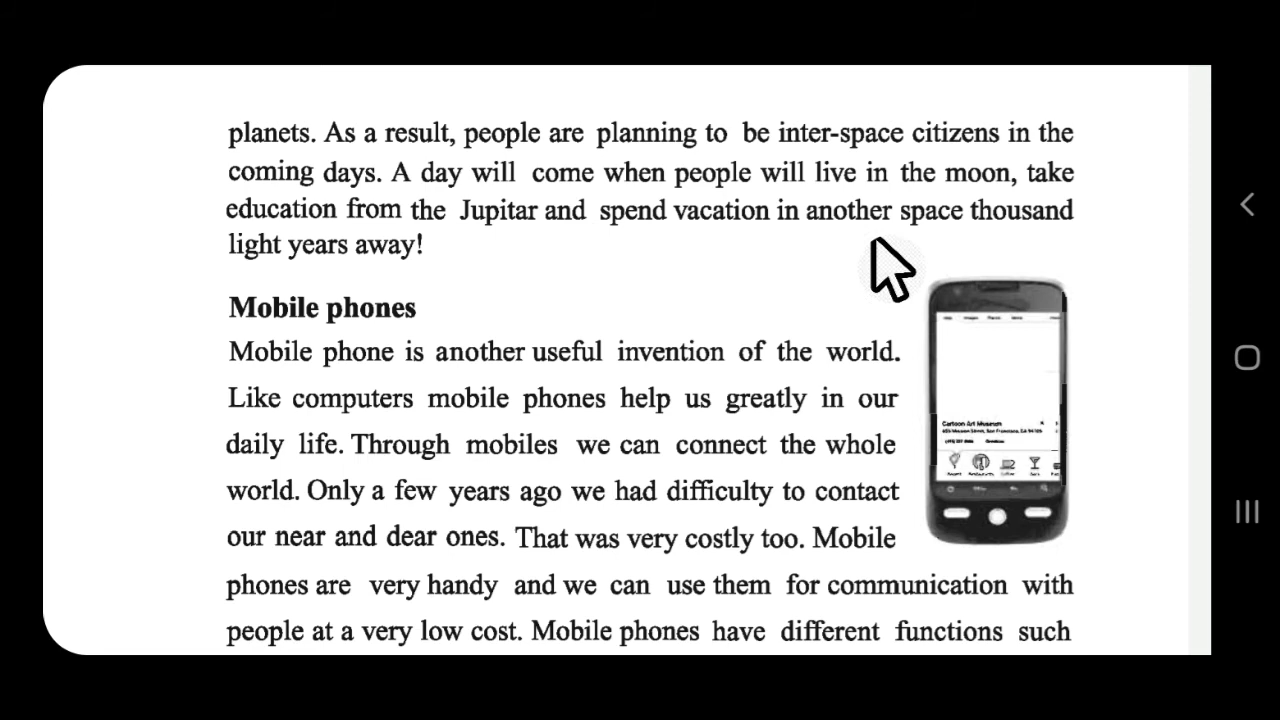 planets. As a result, people are planning to be inter-space citizens in the
coming days. A day will come when people will live in the moon, take
education from the Jupitar and spend vacation in another space thousand
light years away!
Mobile phones
Mobile phone is another useful invention of the world.
Like computers mobile phones help us greatly in our
daily life. Through mobiles we can connect the whole
world. Only a few years ago we had difficulty to contact
our near and dear ones. That was very costly too. Mobile
phones are very handy and we can use them for communication with
people at a very low cost. Mobile phones have different functions such
Cartoon Art Museum